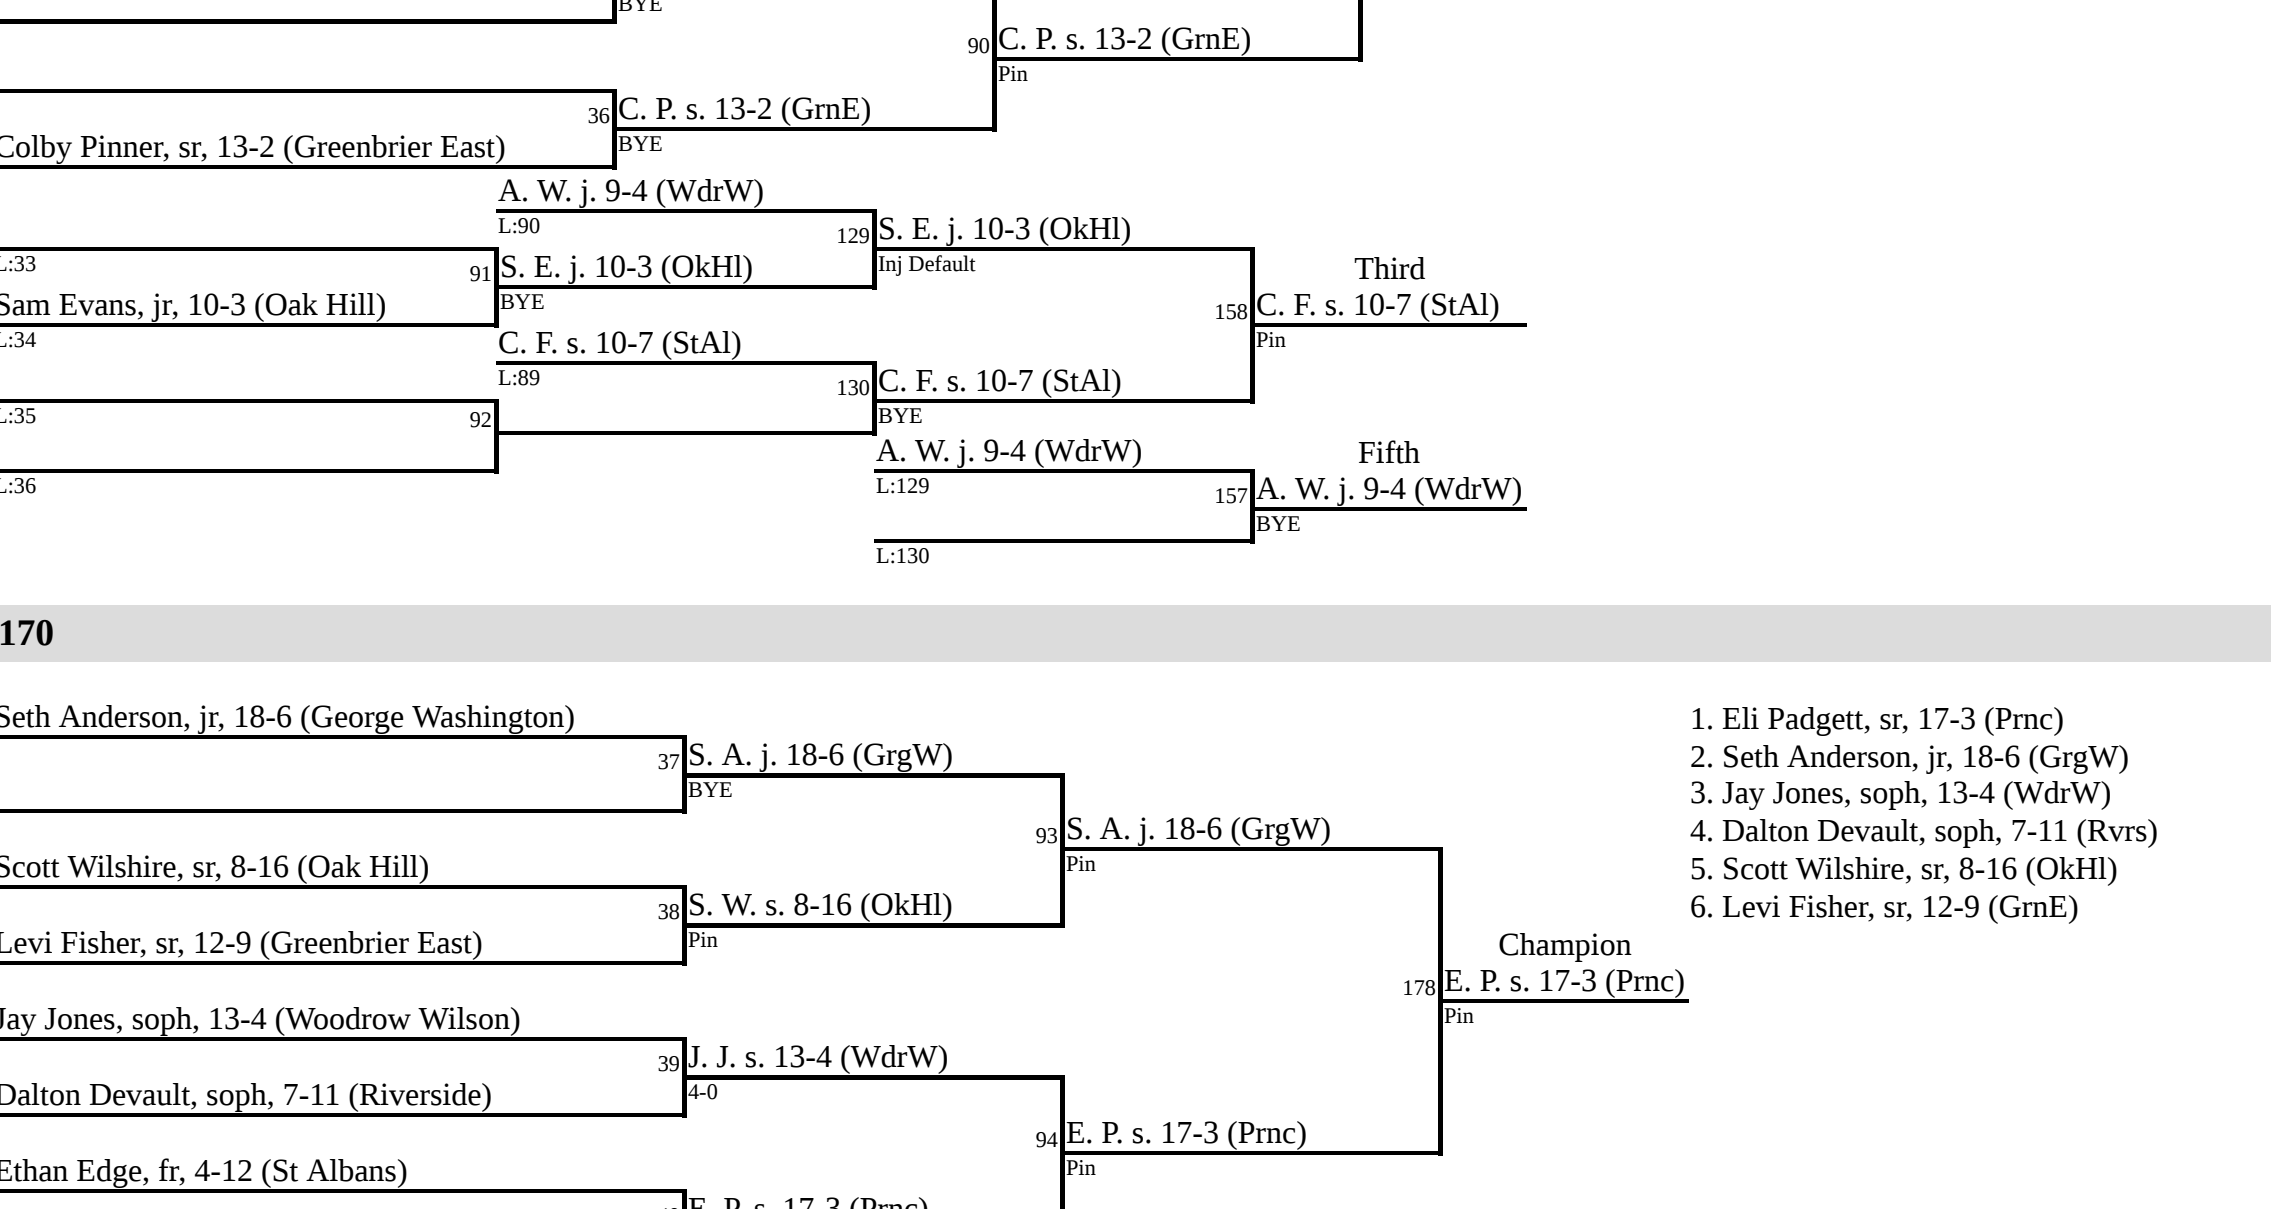 BYE
90
C. P. s. 13-2 (GrnE)
Pin
36
C. P. s. 13-2 (GrnE)
BYE
Colby Pinner, sr, 13-2 (Greenbrier East)
A. W. j. 9-4 (WdrW)
L:90
129
S. E. j. 10-3 (OkHl)
Inj Default
L:33
91
S. E. j. 10-3 (OkHl)
BYE
Third
Sam Evans, jr, 10-3 (Oak Hill)
L:34
158
C. F. s. 10-7 (StAl)
Pin
C. F. s. 10-7 (StAl)
L:89
130
C. F. s. 10-7 (StAl)
BYE
L:35
92
A. W. j. 9-4 (WdrW)
L:129
Fifth
L:36
157
A. W. j. 9-4 (WdrW)
BYE
L:130
170
Seth Anderson, jr, 18-6 (George Washington)
37
S. A. j. 18-6 (GrgW)
BYE
93
S. A. j. 18-6 (GrgW)
Pin
Scott Wilshire, sr, 8-16 (Oak Hill)
38
S. W. s. 8-16 (OkHl)
Pin
Levi Fisher, sr, 12-9 (Greenbrier East)
1. Eli Padgett, sr, 17-3 (Prnc)
2. Seth Anderson, jr, 18-6 (GrgW)
3. Jay Jones, soph, 13-4 (WdrW)
4. Dalton Devault, soph, 7-11 (Rvrs)
5. Scott Wilshire, sr, 8-16 (OkHl)
6. Levi Fisher, sr, 12-9 (GrnE)
Champion
178
E. P. s. 17-3 (Prnc)
Pin
Jay Jones, soph, 13-4 (Woodrow Wilson)
39
J. J. s. 13-4 (WdrW)
4-0
Dalton Devault, soph, 7-11 (Riverside)
94
E. P. s. 17-3 (Prnc)
Pin
Ethan Edge, fr, 4-12 (St Albans)
E. P. s. 17-3 (Prnc)